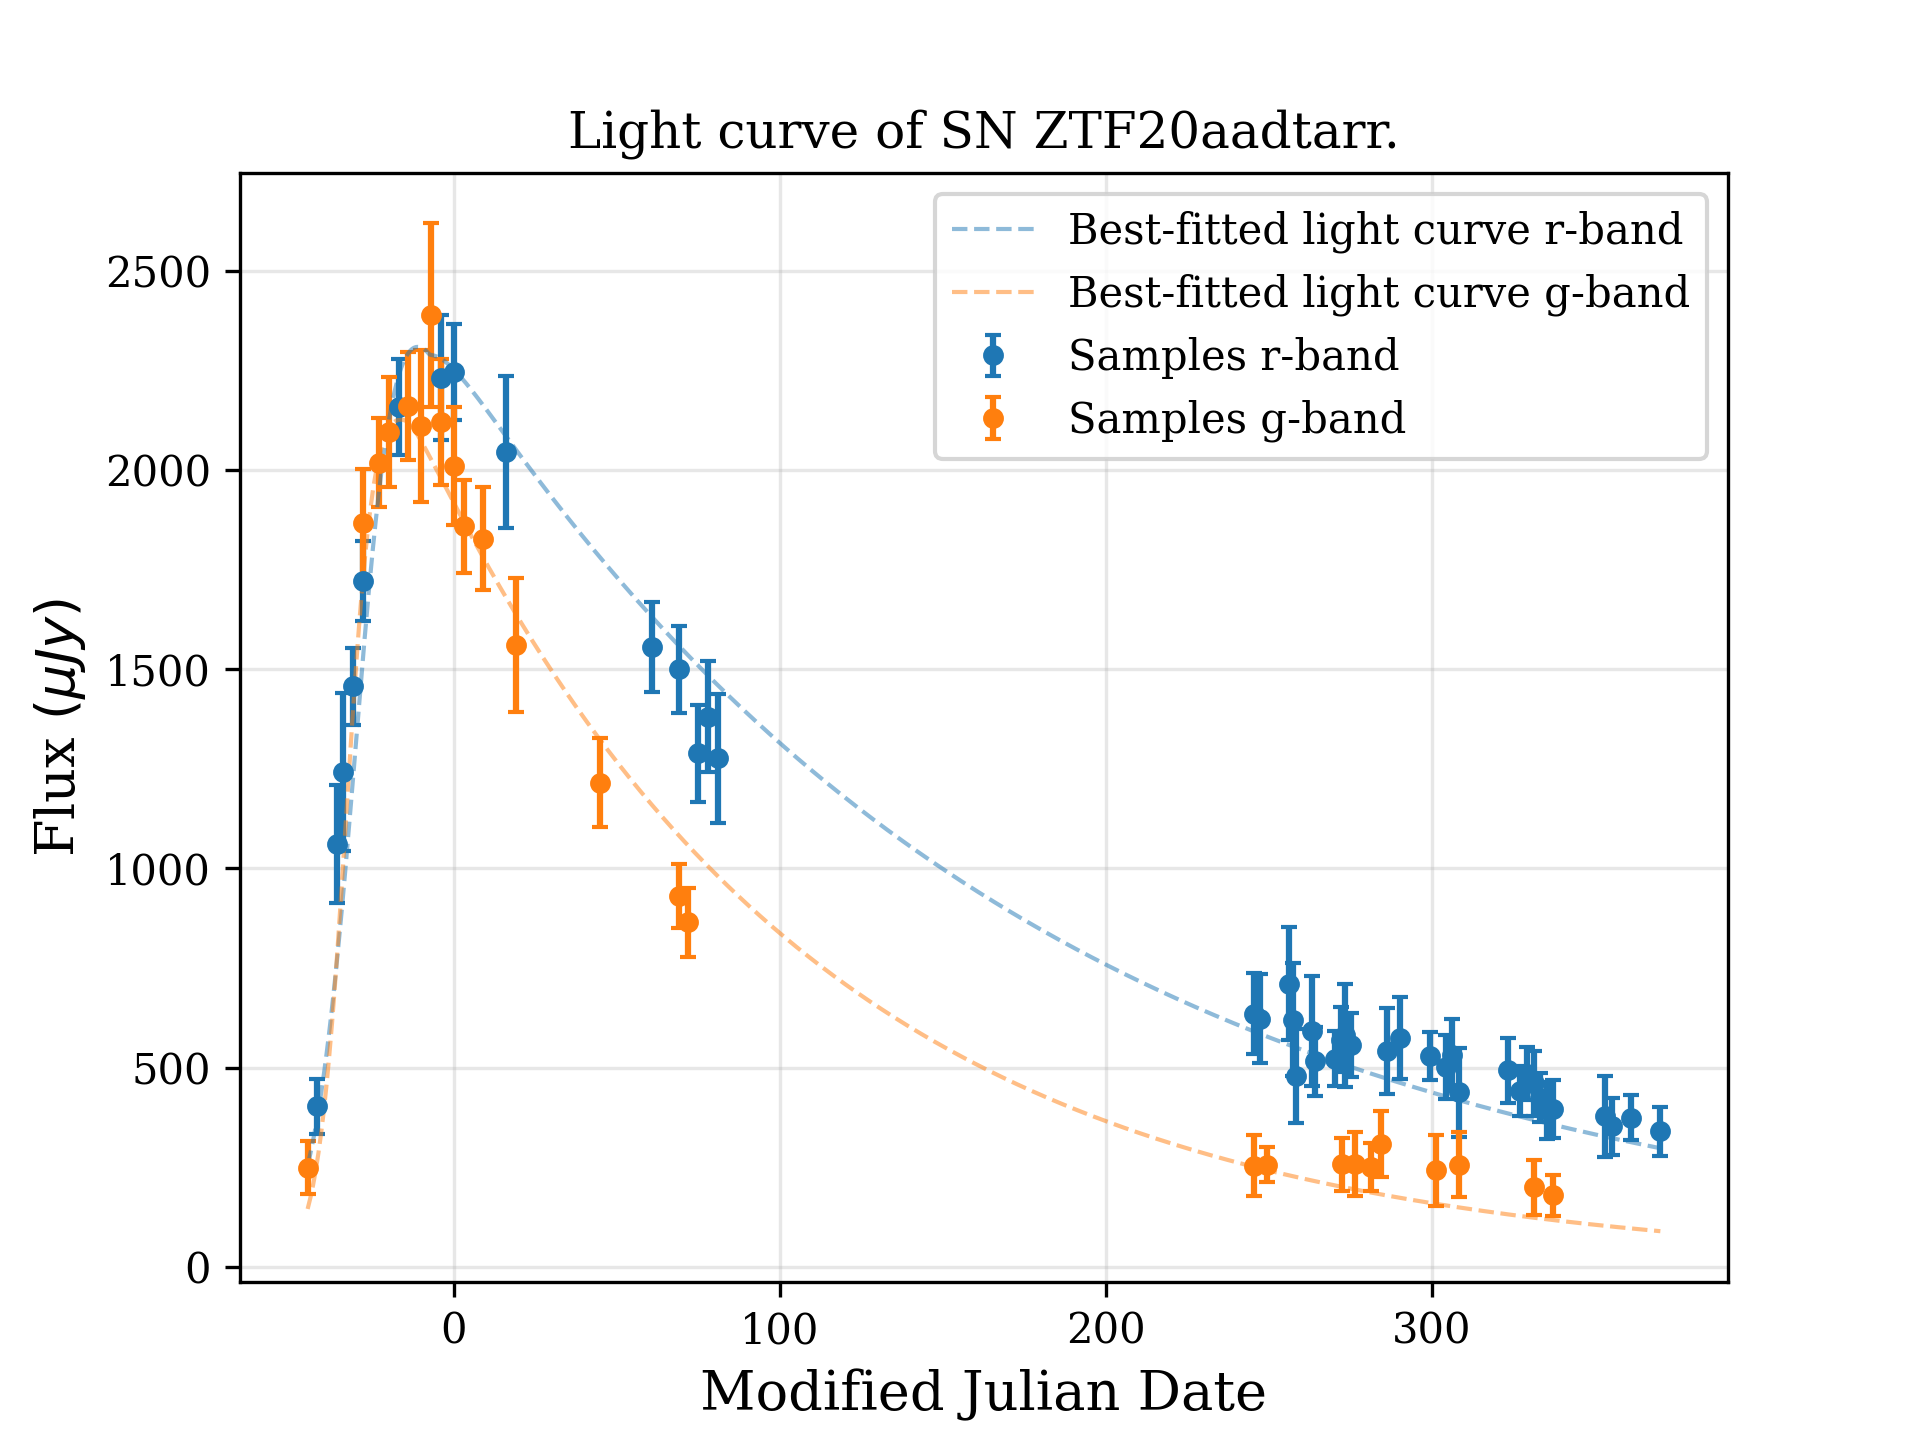 Light curve of SN ZTF20aadtarr.
Best-fitted light curve r-band
Best-fitted light curve g-band
Samples r-band
Samples g-band
2500
2000
1500
1000
500
0
Flux (μJy)
0 100 200 300
Modified Julian Date